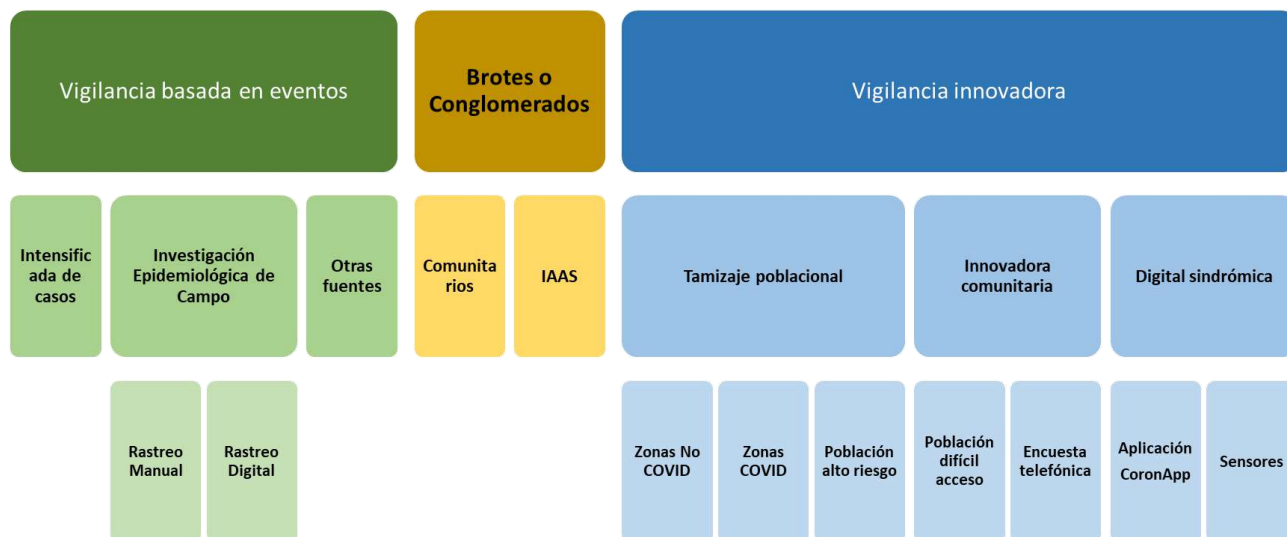 Vigilancia basada en eventos
Brotes o
Conglomerados
Vigilancia innovadora
Intensific
ada de
casos
Investigación
Epidemiológica de
Campo
Otras
fuentes
Comunita
rios
IAAS
Tamizaje poblacional
Innovadora
comunitaria
Digital sindrómica
Rastreo
Manual
Rastreo
Digital
Zonas No
COVID
Zonas
COVID
Población
alto riesgo
Población
difícil
acceso
Encuesta
telefónica
Aplicación
CoronApp
Sensores